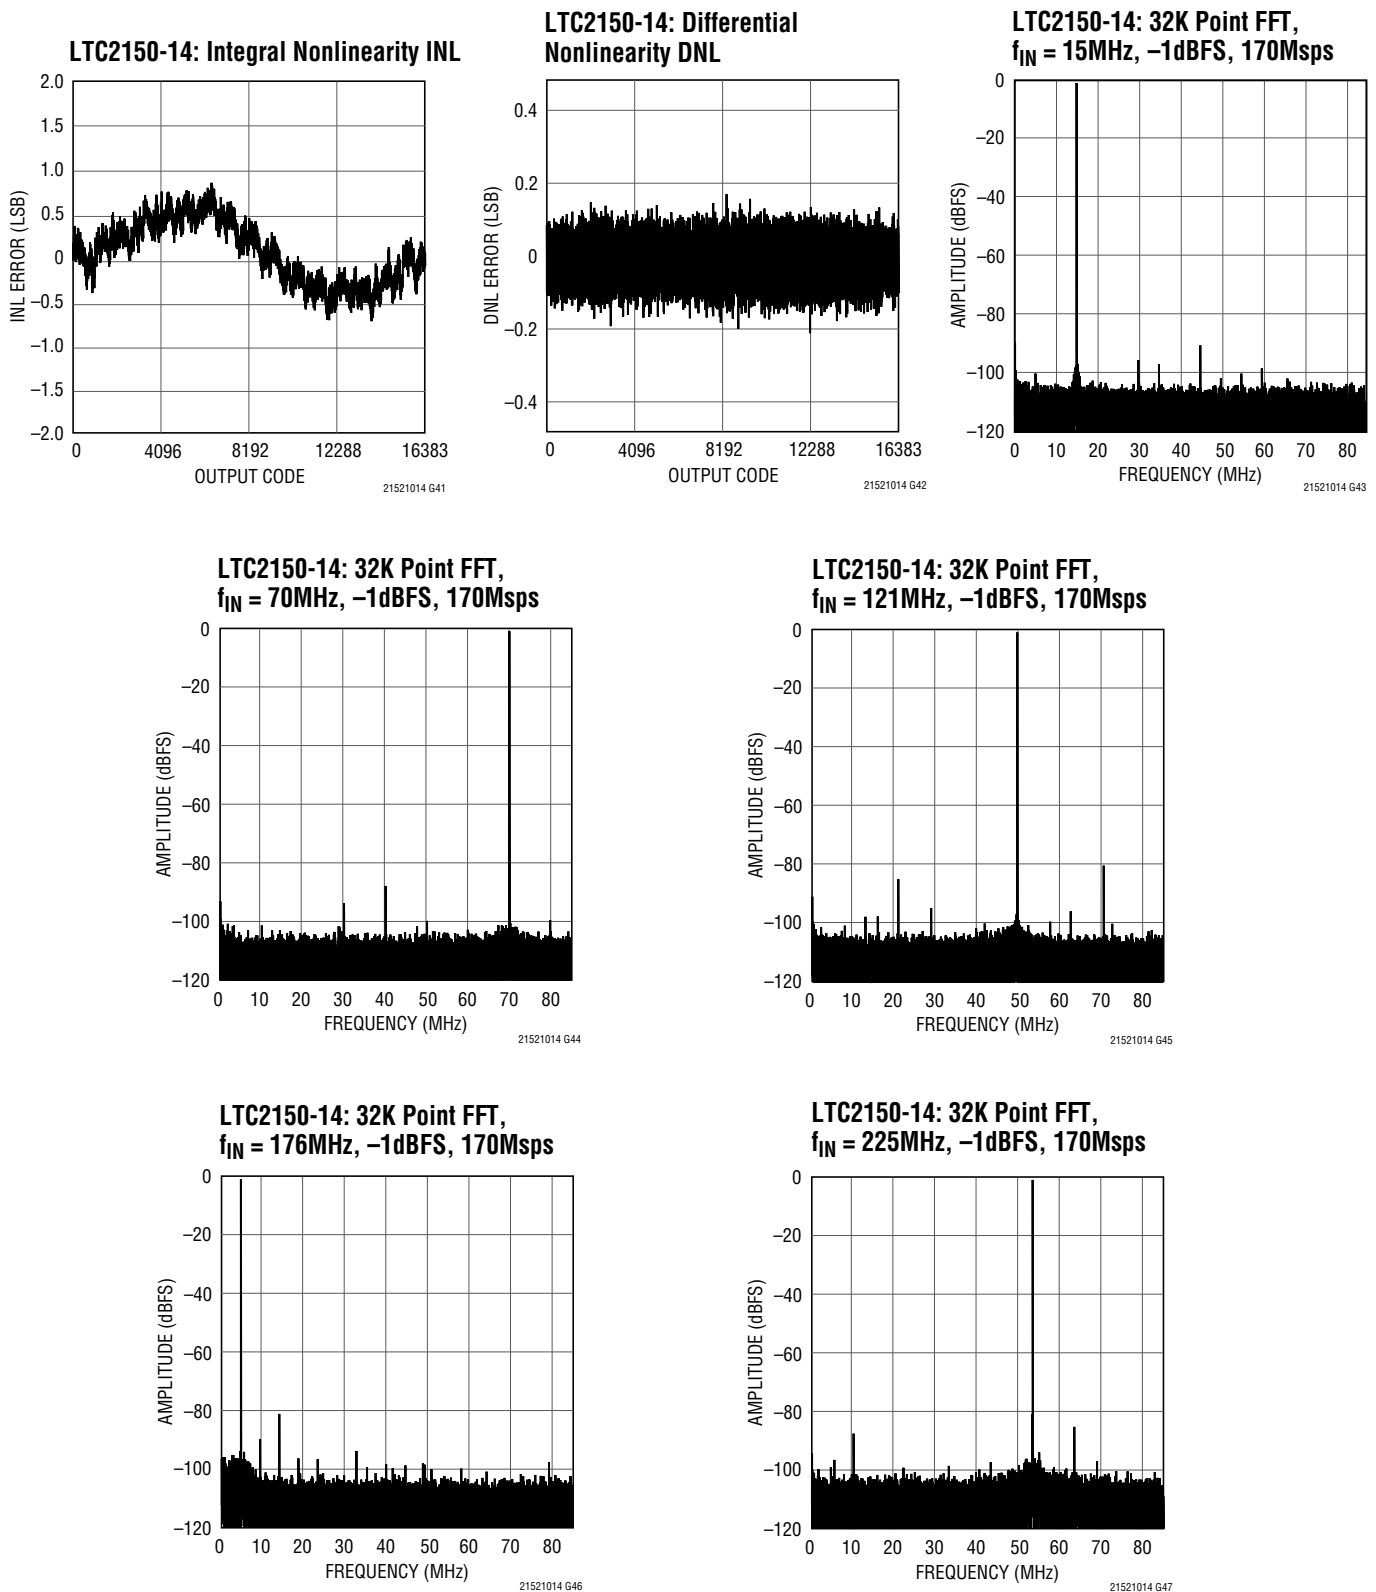 LTC2150-14: Integral Nonlinearity INL
2.0
1.5
1.0
0.5
0
–0.5
–1.0
–1.5
–2.0
INL ERROR (LSB)
0 4096 8192 12288 16383
OUTPUT CODE
21521014 G41
LTC2150-14: Differential
Nonlinearity DNL
0.4
0.2
0
–0.2
–0.4
DNL ERROR (LSB)
0 4096 8192 12288 16383
OUTPUT CODE
21521014 G42
LTC2150-14: 32K Point FFT,
fIN = 15MHz, –1dBFS, 170Msps
0
–20
–40
–60
–80
–100
–120
AMPLITUDE (dBFS)
0 10 20 30 40 50 60 70 80
FREQUENCY (MHz)
21521014 G43
LTC2150-14: 32K Point FFT,
fIN = 70MHz, –1dBFS, 170Msps
0
–20
–40
–60
–80
–100
–120
AMPLITUDE (dBFS)
0 10 20 30 40 50 60 70 80
FREQUENCY (MHz)
21521014 G44
LTC2150-14: 32K Point FFT,
fIN = 121MHz, –1dBFS, 170Msps
0
–20
–40
–60
–80
–100
–120
AMPLITUDE (dBFS)
0 10 20 30 40 50 60 70 80
FREQUENCY (MHz)
21521014 G45
LTC2150-14: 32K Point FFT,
fIN = 176MHz, –1dBFS, 170Msps
0
–20
–40
–60
–80
–100
–120
AMPLITUDE (dBFS)
0 10 20 30 40 50 60 70 80
FREQUENCY (MHz)
21521014 G46
LTC2150-14: 32K Point FFT,
fIN = 225MHz, –1dBFS, 170Msps
0
–20
–40
–60
–80
–100
–120
AMPLITUDE (dBFS)
0 10 20 30 40 50 60 70 80
FREQUENCY (MHz)
21521014 G47